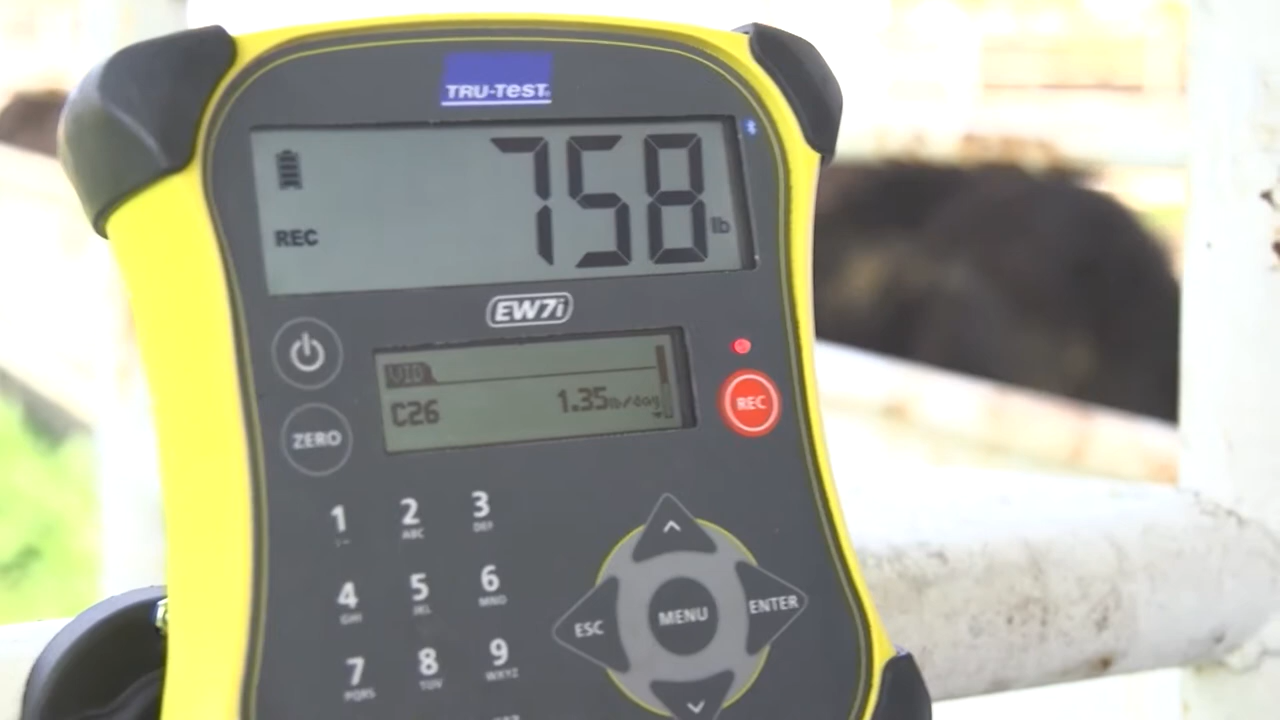 TRU-TEST
758 lb
REC
EW7i
VID
C26 1.35 lb/day
REC
ZERO
1 2 3
ABC DEF
4 5 6
GHI JKL MNO
ESC MENU ENTER
7 8 9
PQRS TUV WXYZ